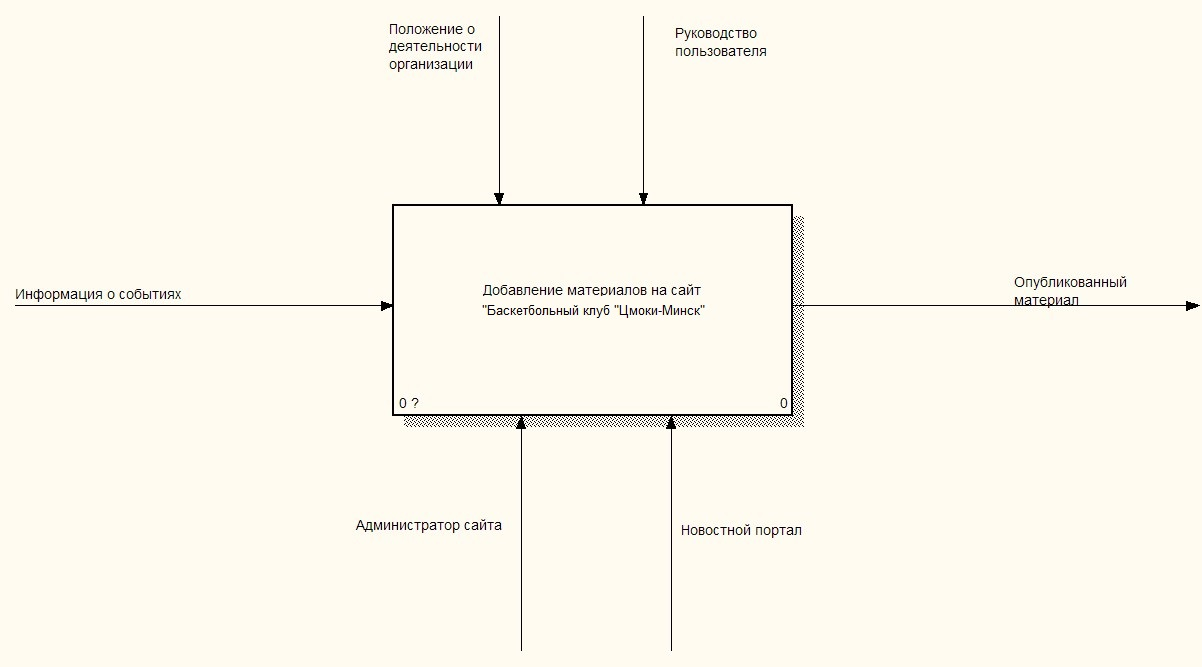 Положение о
деятельности
организации
Руководство
пользователя
Информация о событиях
Добавление материалов на сайт
"Баскетбольный клуб "Цмоки-Минск"
Опубликованный
материал
0 ?
0
Администратор сайта
Новостной портал